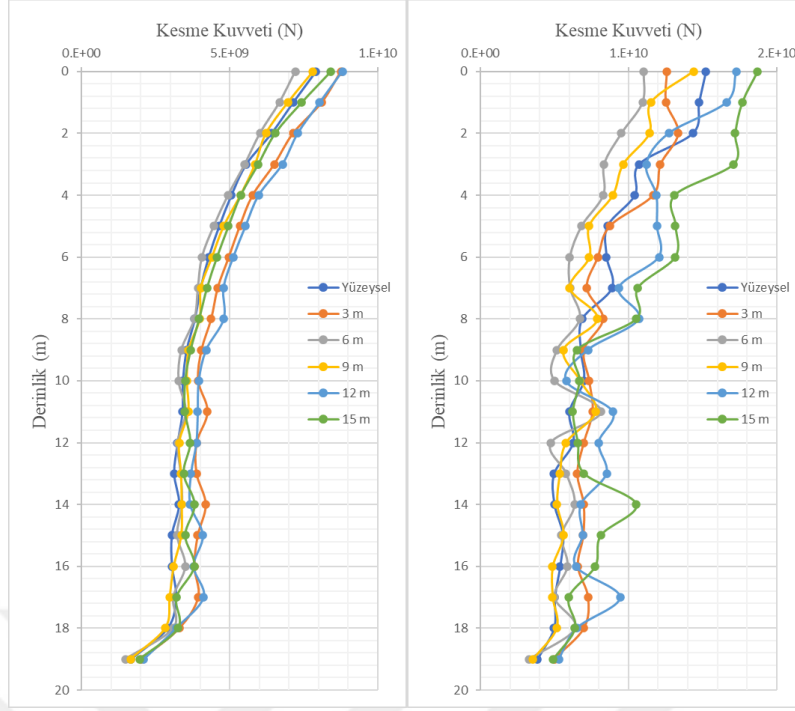 Kesme Kuvveti (N)
0.E+00 5.E+09 1.E+10
0
2
4
6
8
10
12
14
16
18
20
Derinlik (m)
Yüzeysel
3 m
6 m
9 m
12 m
15 m
Kesme Kuvveti (N)
0.E+00 1.E+10 2.E+10
0
2
4
6
8
10
12
14
16
18
20
Derinlik (m)
Yüzeysel
3 m
6 m
9 m
12 m
15 m